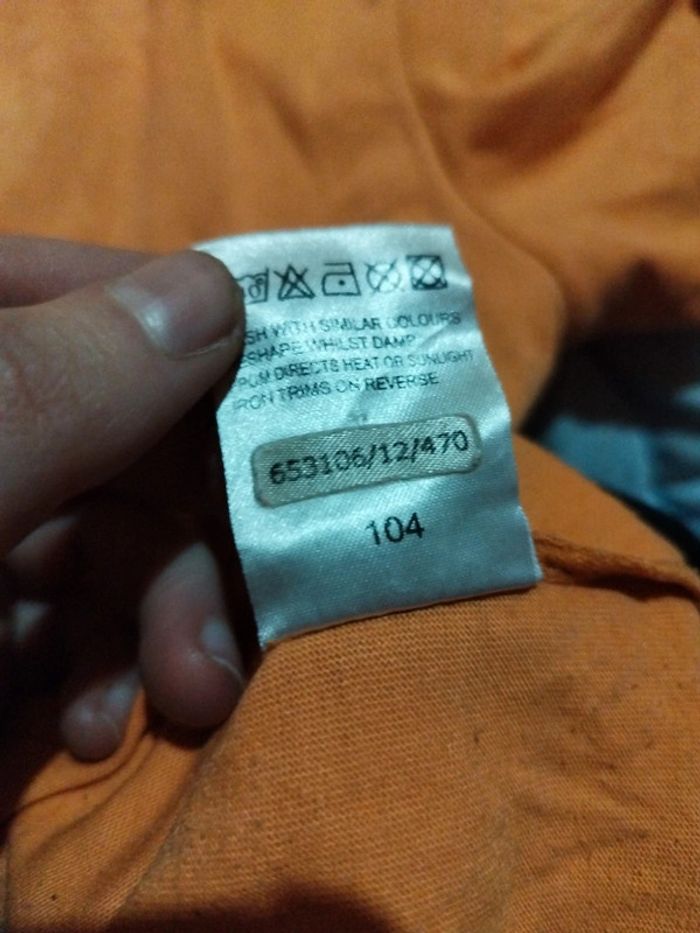 SH WITH SIMILAR COLOURS
SHAPE WHILST DAMP
ROM DIRECTS HEAT OR SUNLIGHT
IRON TRIMS ON REVERSE
653106/12/470
104